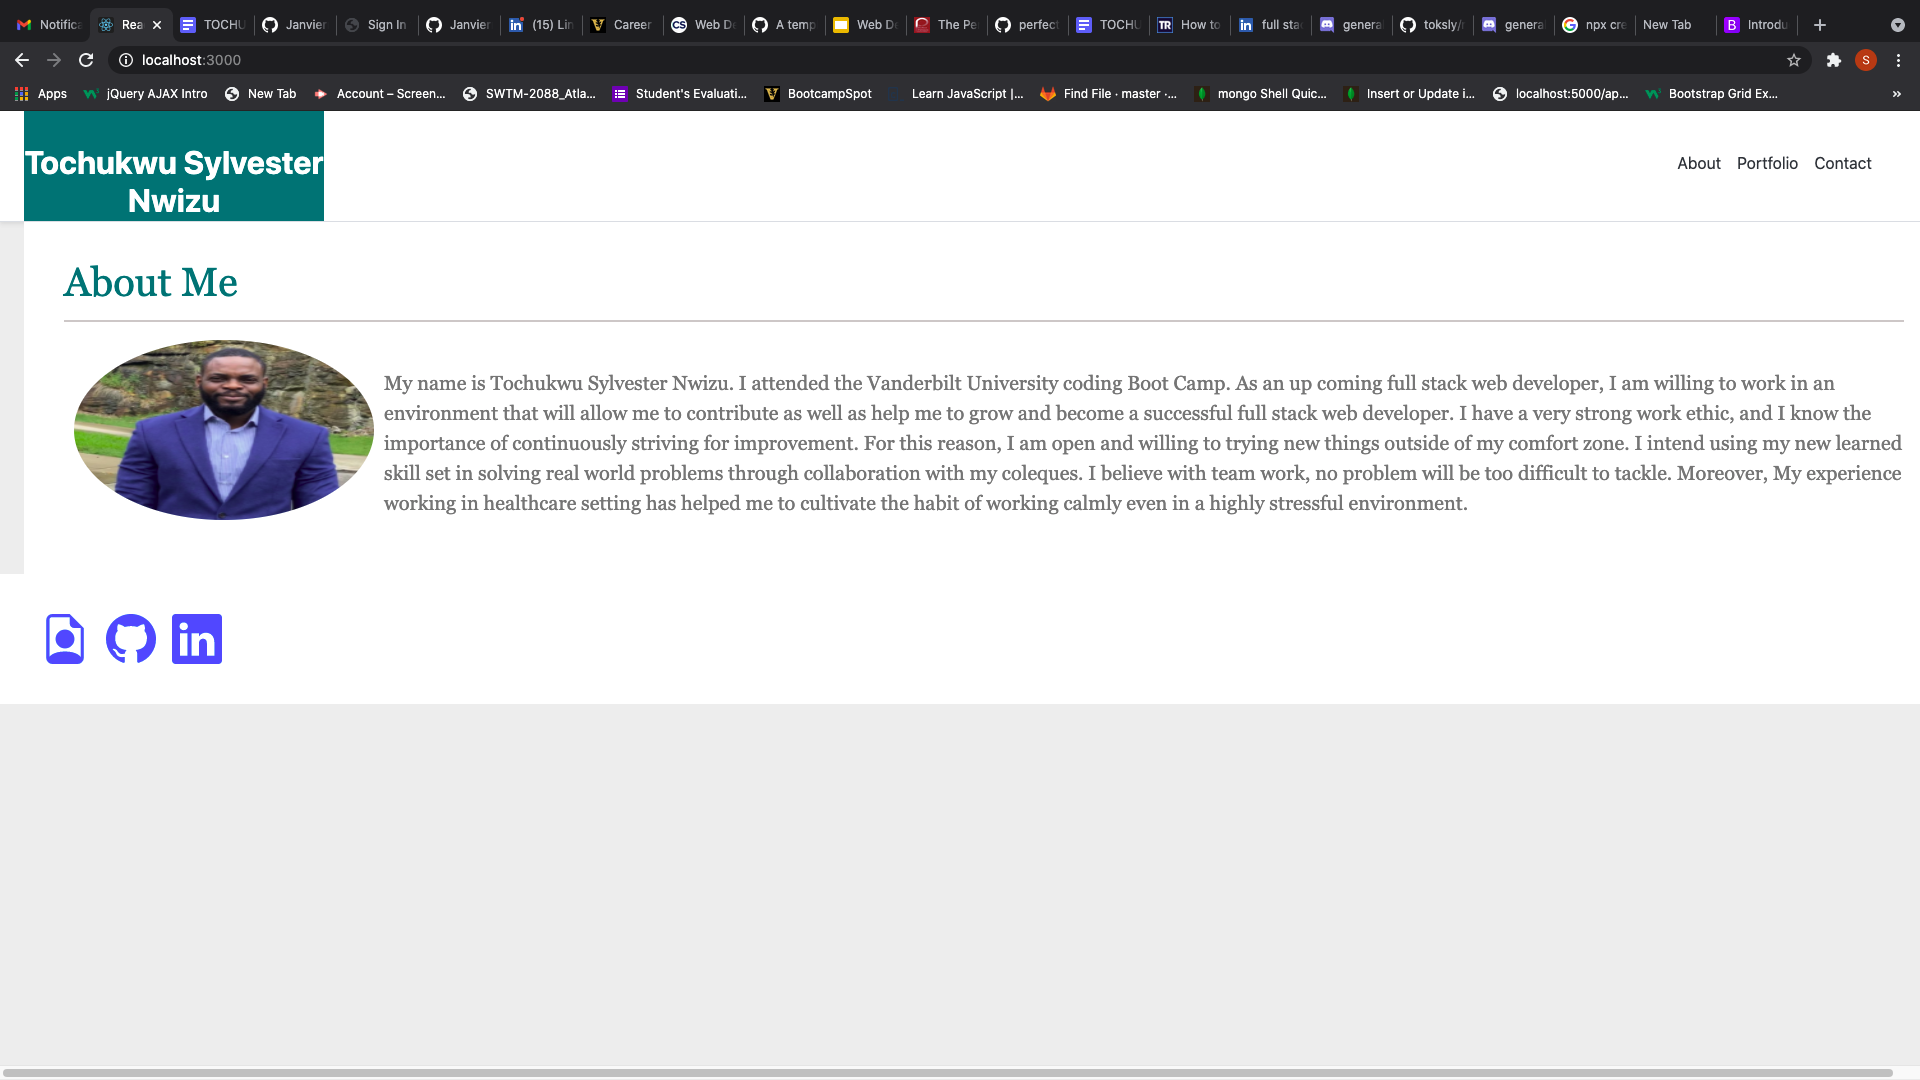 Notifica Rea TOCHU Janvier Sign In Janvier (15) Lin Career Web De A temp Web De The Pe perfect TOCHU How to full stac genera toksly/r genera npx cre New Tab Introdu
localhost:3000 S
Apps jQuery AJAX Intro New Tab Account – Screen... SWTM-2088_Atla... Student's Evaluati... BootcampSpot Learn JavaScript |... Find File · master ·... mongo Shell Quic... Insert or Update i... localhost:5000/ap... Bootstrap Grid Ex... »
Tochukwu Sylvester
Nwizu
About Portfolio Contact
About Me
My name is Tochukwu Sylvester Nwizu. I attended the Vanderbilt University coding Boot Camp. As an up coming full stack web developer, I am willing to work in an
environment that will allow me to contribute as well as help me to grow and become a successful full stack web developer. I have a very strong work ethic, and I know the
importance of continuously striving for improvement. For this reason, I am open and willing to trying new things outside of my comfort zone. I intend using my new learned
skill set in solving real world problems through collaboration with my coleques. I believe with team work, no problem will be too difficult to tackle. Moreover, My experience
working in healthcare setting has helped me to cultivate the habit of working calmly even in a highly stressful environment.
in